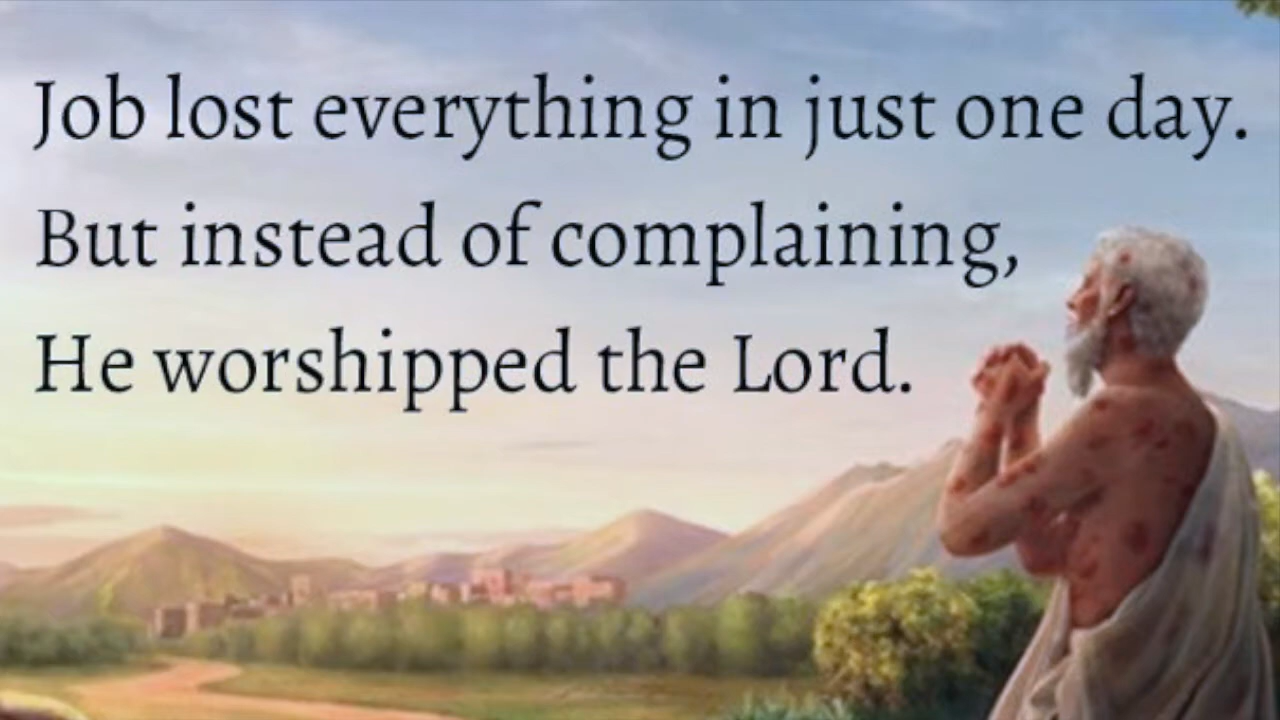 Job lost everything in just one day.
But instead of complaining,
He worshipped the Lord.